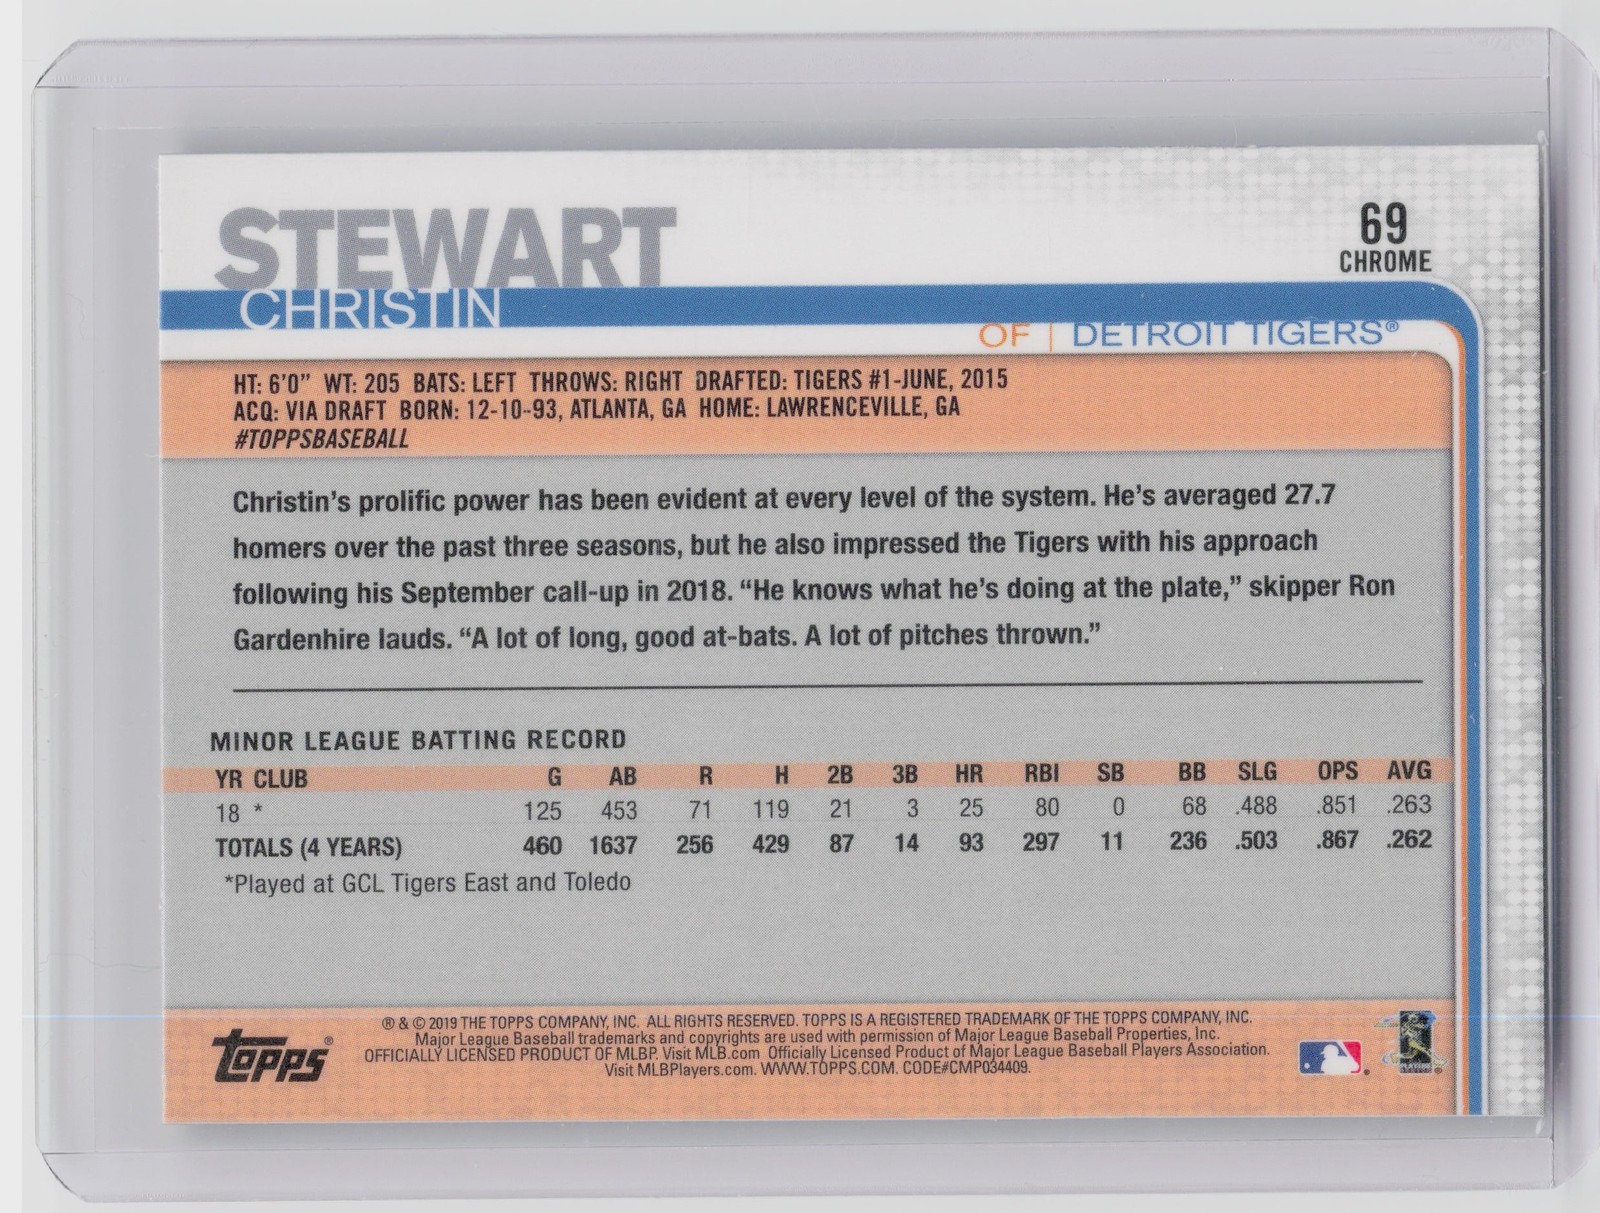 STEWART
CHRISTIN
69
CHROME
OF | DETROIT TIGERS®
HT: 6'0" WT: 205 BATS: LEFT THROWS: RIGHT DRAFTED: TIGERS #1-JUNE, 2015
ACQ: VIA DRAFT BORN: 12-10-93, ATLANTA, GA HOME: LAWRENCEVILLE, GA
#TOPPSBASEBALL
Christin's prolific power has been evident at every level of the system. He's averaged 27.7
homers over the past three seasons, but he also impressed the Tigers with his approach
following his September call-up in 2018. “He knows what he's doing at the plate,” skipper Ron
Gardenhire lauds. “A lot of long, good at-bats. A lot of pitches thrown.”
MINOR LEAGUE BATTING RECORD
YR CLUB G AB R H 2B 3B HR RBI SB BB SLG OPS AVG
18 * 125 453 71 119 21 3 25 80 0 68 .488 .851 .263
TOTALS (4 YEARS) 460 1637 256 429 87 14 93 297 11 236 .503 .867 .262
*Played at GCL Tigers East and Toledo
® & © 2019 THE TOPPS COMPANY, INC. ALL RIGHTS RESERVED. TOPPS IS A REGISTERED TRADEMARK OF THE TOPPS COMPANY, INC.
Major League Baseball trademarks and copyrights are used with permission of Major League Baseball Properties, Inc.
OFFICIALLY LICENSED PRODUCT OF MLBP. Visit MLB.com Officially Licensed Product of Major League Baseball Players Association.
Visit MLBPlayers.com. WWW.TOPPS.COM. CODE#CMP034409.
Topps®